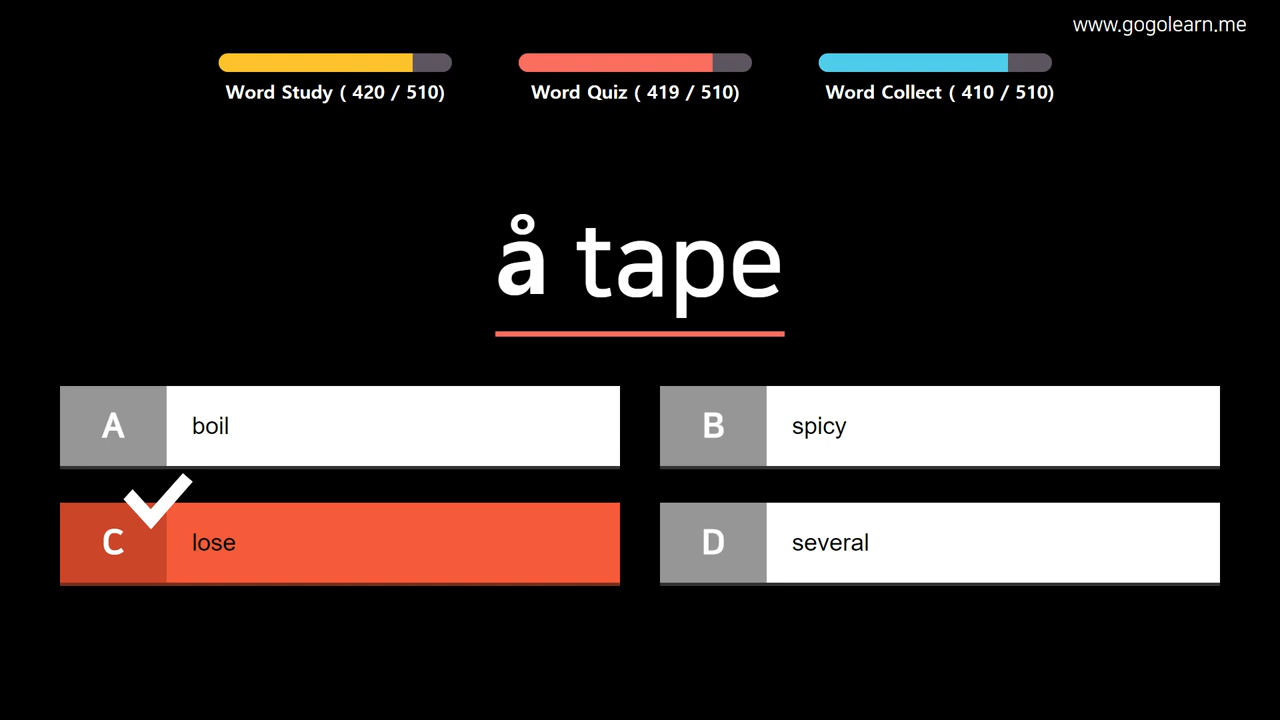 www.gogolearn.me
Word Study ( 420 / 510)
Word Quiz ( 419 / 510)
Word Collect ( 410 / 510)
å tape
A boil
B spicy
C lose
D several